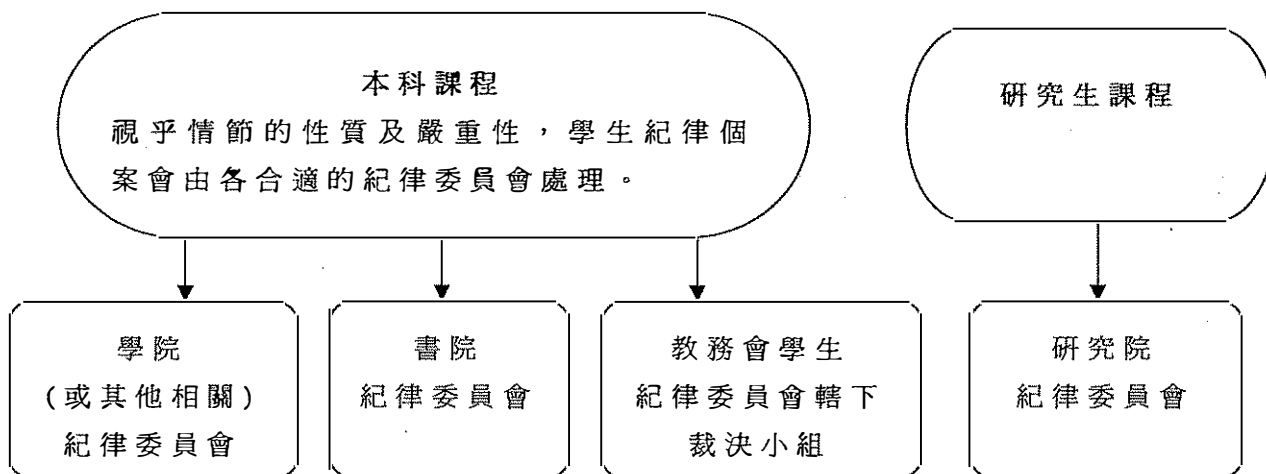 本科課程
視乎情節的性質及嚴重性，學生紀律個
案會由各合適的紀律委員會處理。
研究生課程
學院
(或其他相關)
紀律委員會
書院
紀律委員會
教務會學生
紀律委員會轄下
裁決小組
研究院
紀律委員會